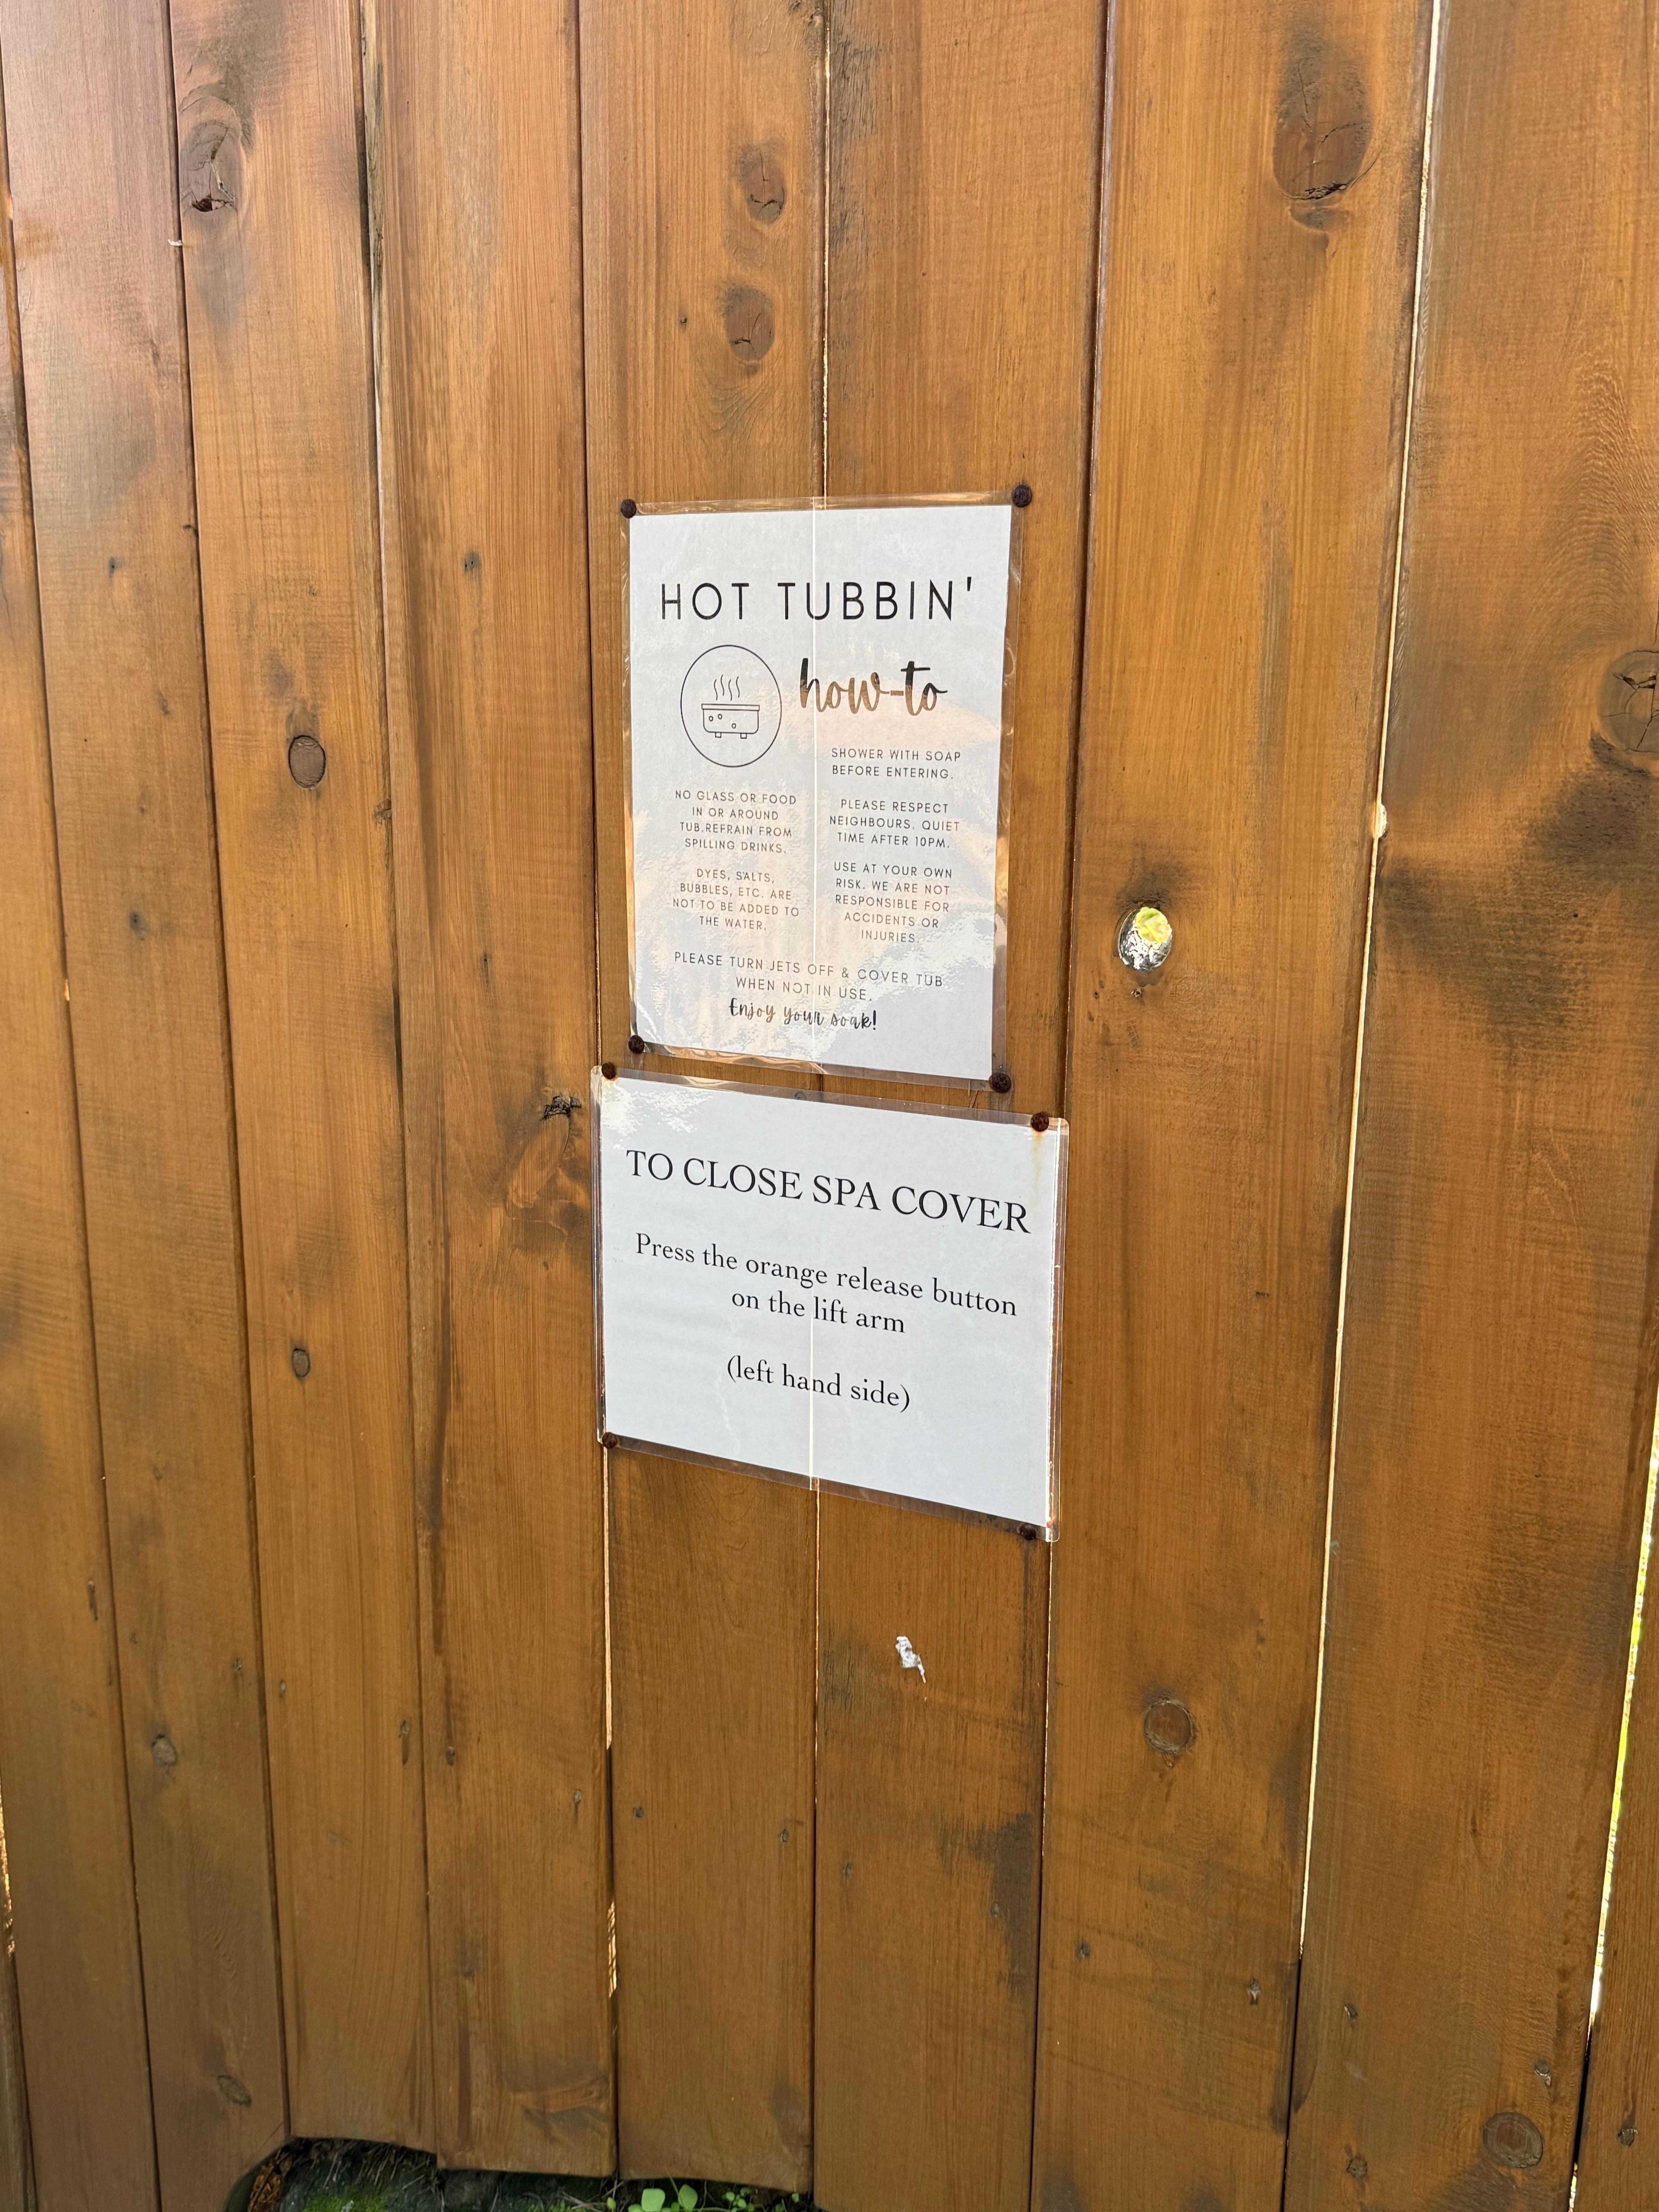 HOT TUBBIN'
how-to
SHOWER WITH SOAP
BEFORE ENTERING.
NO GLASS OR FOOD
IN OR AROUND
TUB.REFRAIN FROM
SPILLING DRINKS.
PLEASE RESPECT
NEIGHBOURS. QUIET
TIME AFTER 10PM.
DYES, SALTS,
BUBBLES, ETC. ARE
NOT TO BE ADDED TO
THE WATER.
USE AT YOUR OWN
RISK. WE ARE NOT
RESPONSIBLE FOR
ACCIDENTS OR
INJURIES.
PLEASE TURN JETS OFF & COVER TUB
WHEN NOT IN USE.
Enjoy your soak!
TO CLOSE SPA COVER
Press the orange release button
on the lift arm
(left hand side)